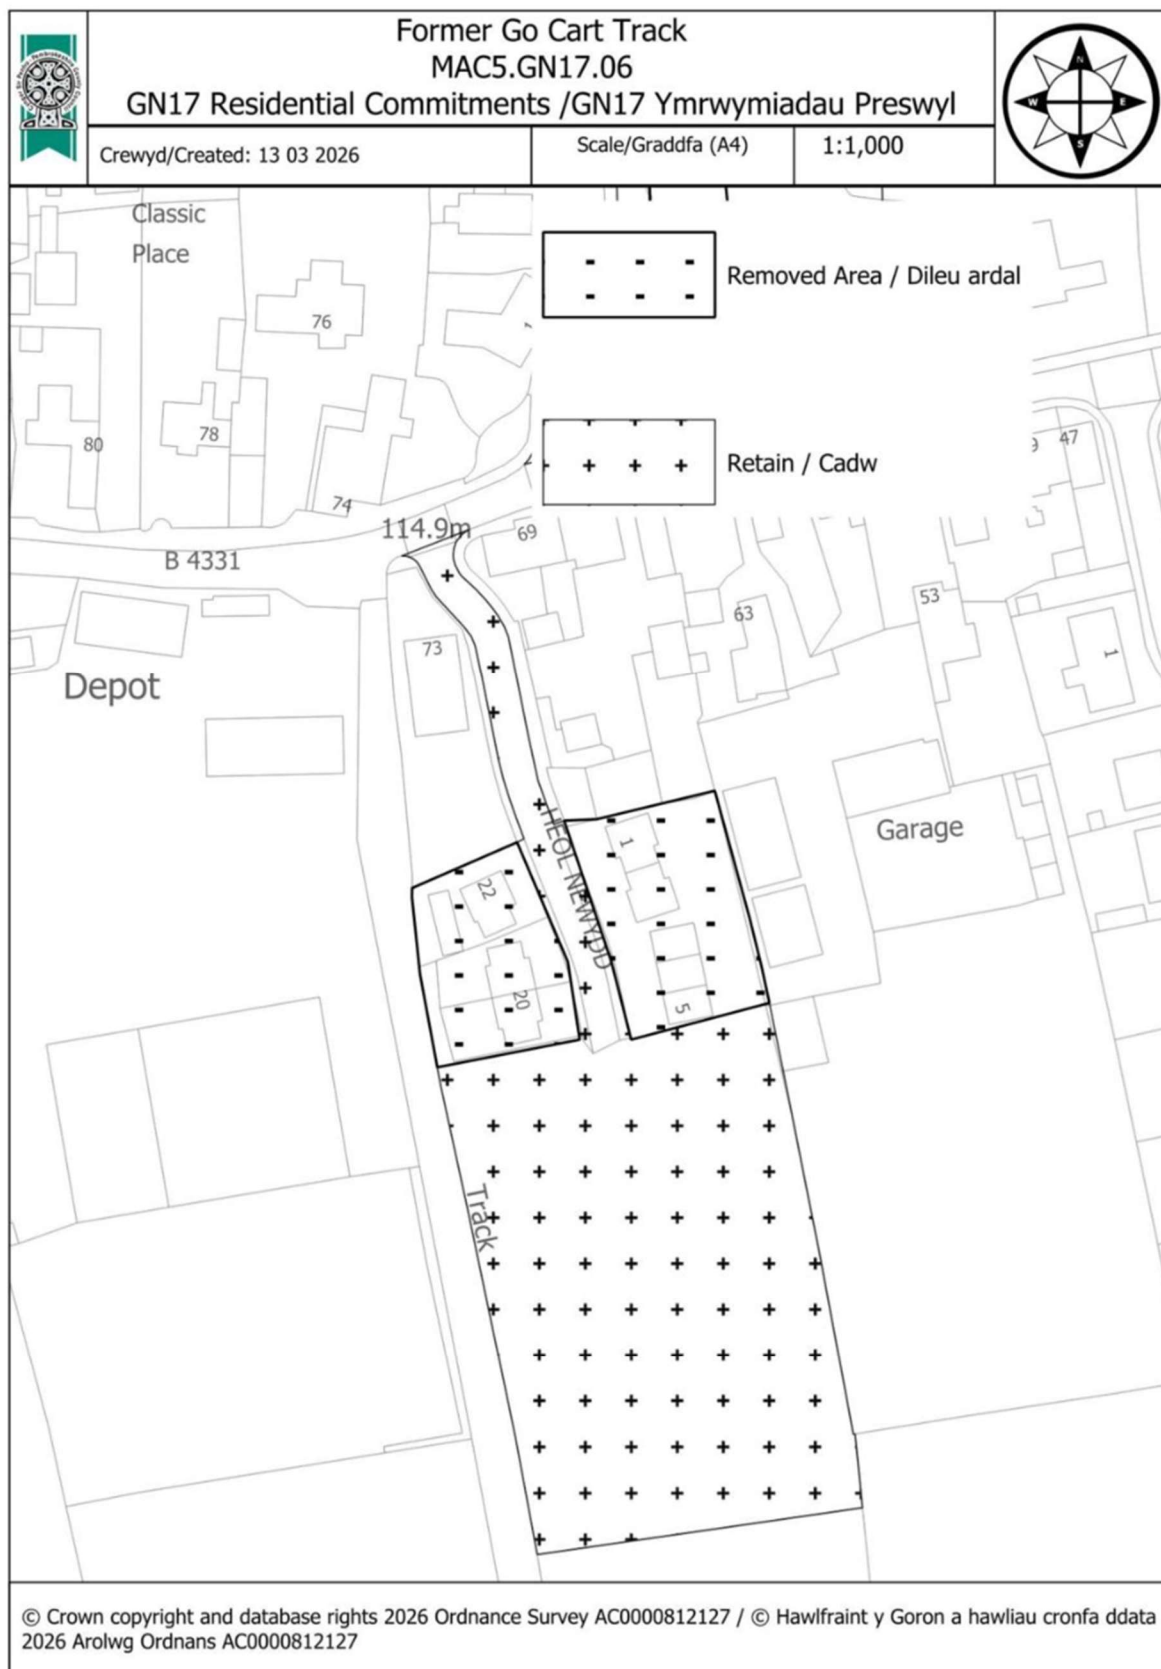 Former Go Cart Track
MAC5.GN17.06
GN17 Residential Commitments /GN17 Ymrwymiadau Preswyl
Crewyd/Created: 13 03 2026
Scale/Graddfa (A4)
1:1,000
N
W
E
S
Classic
Place
Removed Area / Dileu ardal
76
78
80
74
Retain / Cadw
47
114.9m
69
B 4331
73
63
53
1
Depot
HEOL NEWYDD
1
Garage
22
20
5
Track
© Crown copyright and database rights 2026 Ordnance Survey AC0000812127 / © Hawlfraint y Goron a hawliau cronfa ddata
2026 Arolwg Ordnans AC0000812127